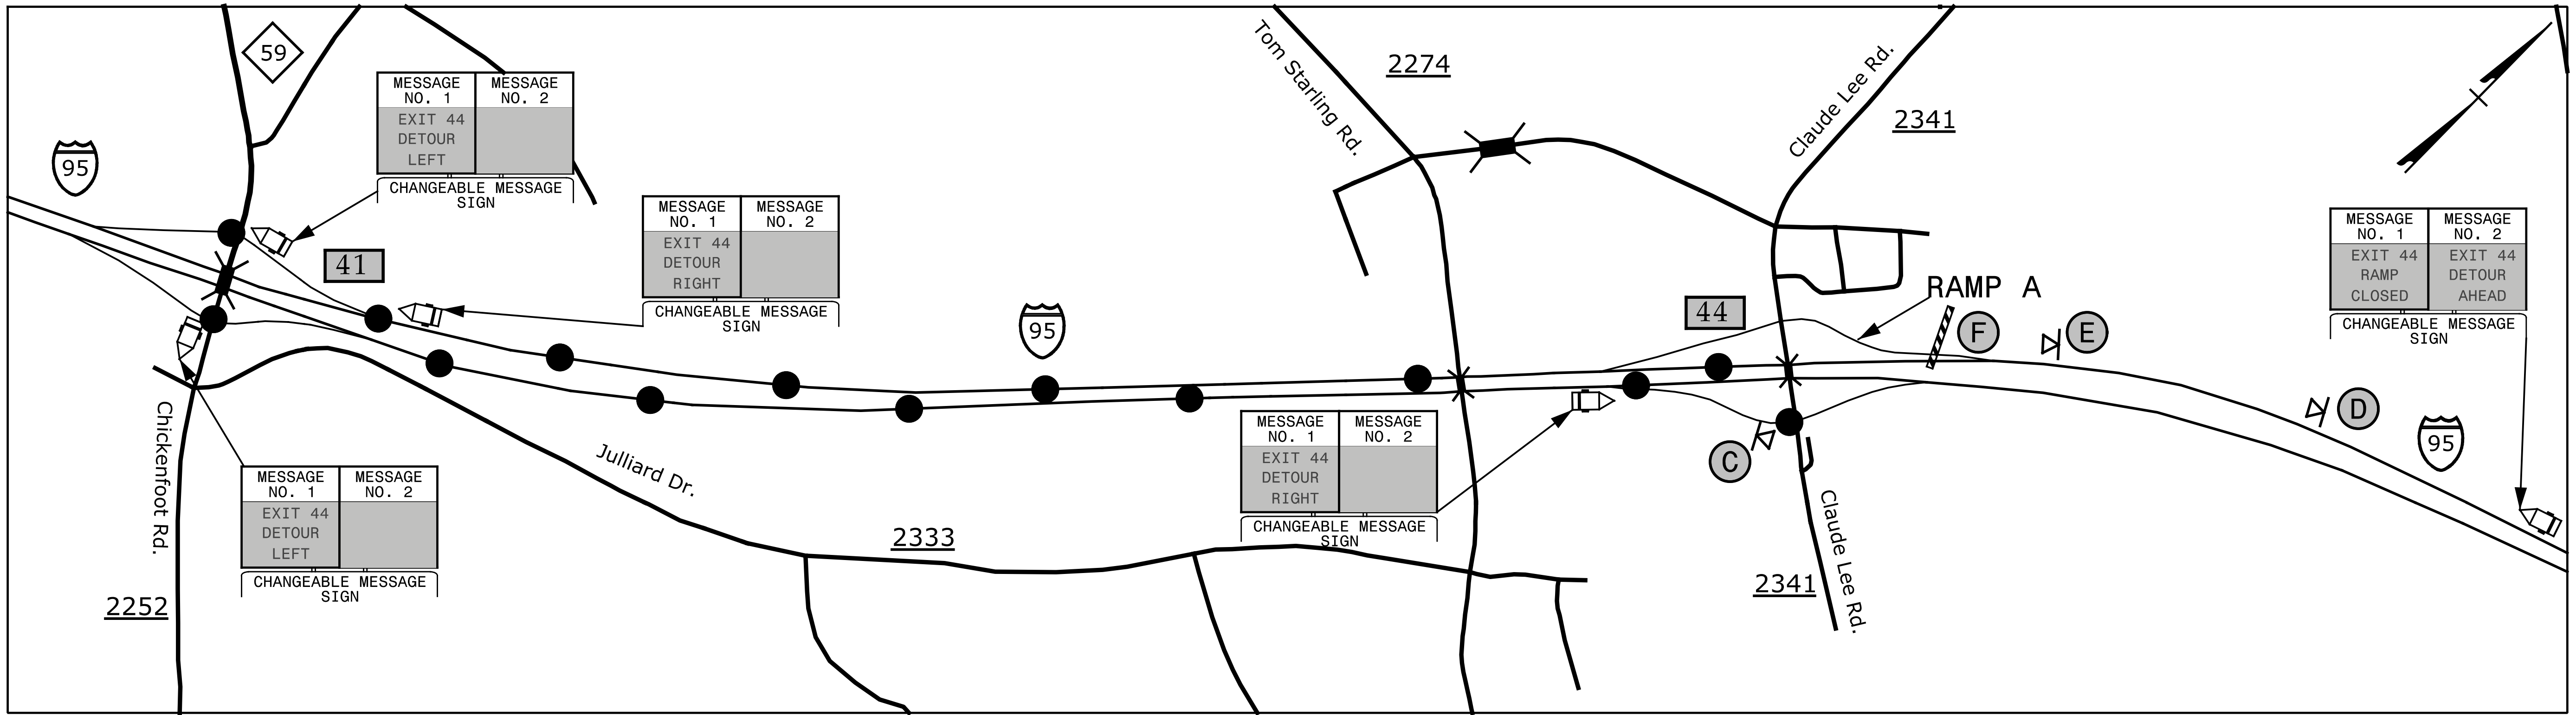 59
MESSAGE NO. 1
MESSAGE NO. 2
EXIT 44
DETOUR
LEFT
CHANGEABLE MESSAGE
SIGN
95
41
MESSAGE NO. 1
MESSAGE NO. 2
EXIT 44
DETOUR
RIGHT
CHANGEABLE MESSAGE
SIGN
Chickenfoot Rd.
2252
MESSAGE NO. 1
MESSAGE NO. 2
EXIT 44
DETOUR
LEFT
CHANGEABLE MESSAGE
SIGN
Julliard Dr.
2333
95
Tom Starling Rd.
2274
Claude Lee Rd.
2341
MESSAGE NO. 1
MESSAGE NO. 2
EXIT 44
DETOUR
RIGHT
CHANGEABLE MESSAGE
SIGN
44
RAMP A
F
E
D
C
Claude Lee Rd.
2341
95
MESSAGE NO. 1
MESSAGE NO. 2
EXIT 44
RAMP
CLOSED
EXIT 44
DETOUR
AHEAD
CHANGEABLE MESSAGE
SIGN